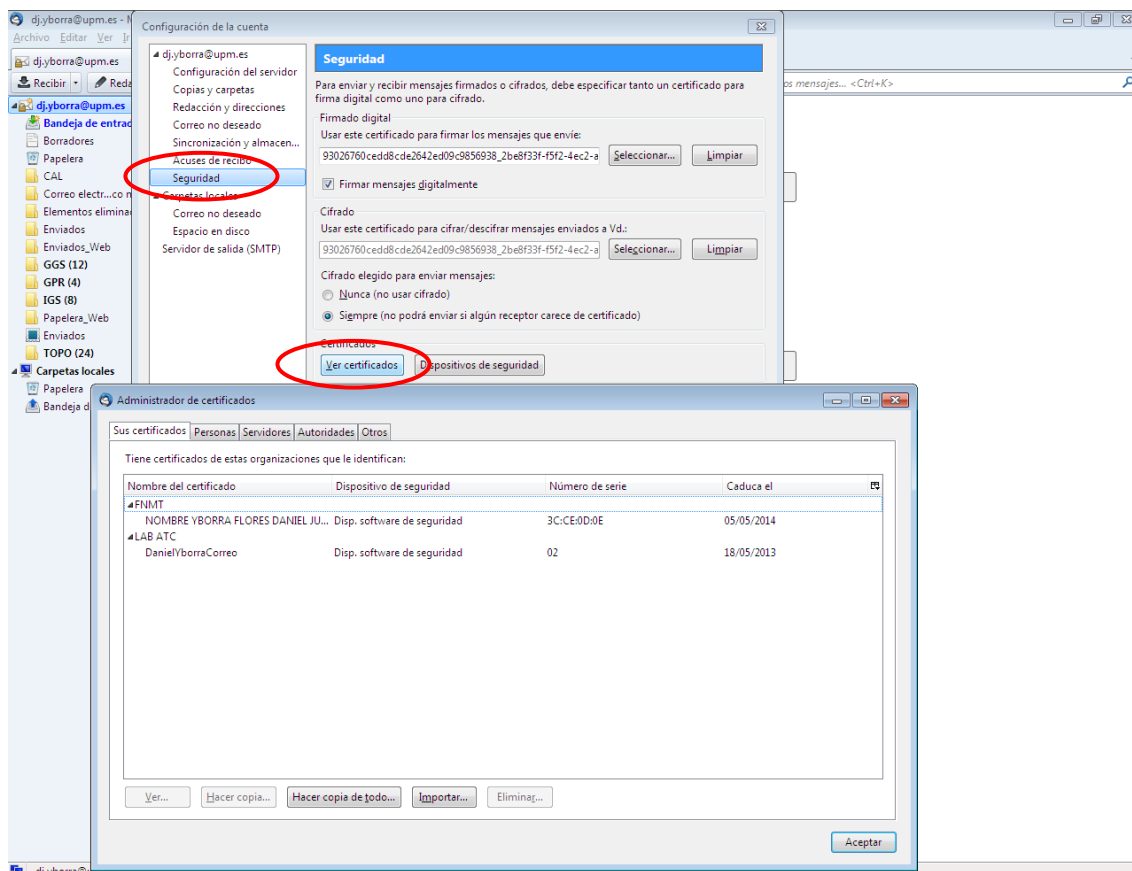 dj.yborra@upm.es
Archivo Editar Ver
dj.yborra@upm.es
Recibir
os mensajes... <Ctrl+K>
dj.yborra@upm.es
Bandeja de
Borradores
Papelera
CAL
Correo electr...co
Elementos
Enviados
Enviados_Web
GGS (12)
GPR (4)
IGS (8)
Papelera_Web
Enviados
TOPO (24)
Carpetas locales
Papelera
Bandeja
Configuración de la cuenta
dj.yborra@upm.es
Configuración del servidor
Copias y carpetas
Redacción y direcciones
Correo no deseado
Sincronización y almacen...
Acuses de recibo
Seguridad
Carpetas locales
Correo no deseado
Espacio en disco
Servidor de salida (SMTP)
Seguridad
Para enviar y recibir mensajes firmados o cifrados, debe especificar tanto un certificado para
firma digital como uno para cifrado.
Firmado digital
Usar este certificado para firmar los mensajes que envíe:
93026760cedd8cde2642ed09c9856938_2be8f33f-f5f2-4ec2-a Seleccionar... Limpiar
Firmar mensajes digitalmente
Cifrado
Usar este certificado para cifrar/descifrar mensajes enviados a Vd.:
93026760cedd8cde2642ed09c9856938_2be8f33f-f5f2-4ec2-a Seleccionar... Limpiar
Cifrado elegido para enviar mensajes:
Nunca (no usar cifrado)
Siempre (no podrá enviar si algún receptor carece de certificado)
Certificados
Ver certificados Dispositivos de seguridad
Administrador de certificados
Sus certificados Personas Servidores Autoridades Otros
Tiene certificados de estas organizaciones que le identifican:
Nombre del certificado Dispositivo de seguridad Número de serie Caduca el
FNMT
NOMBRE YBORRA FLORES DANIEL JU... Disp. software de seguridad 3C:CE:0D:0E 05/05/2014
LAB ATC
DanielYborraCorreo Disp. software de seguridad 02 18/05/2013
Ver... Hacer copia... Hacer copia de todo... Importar... Eliminar...
Aceptar